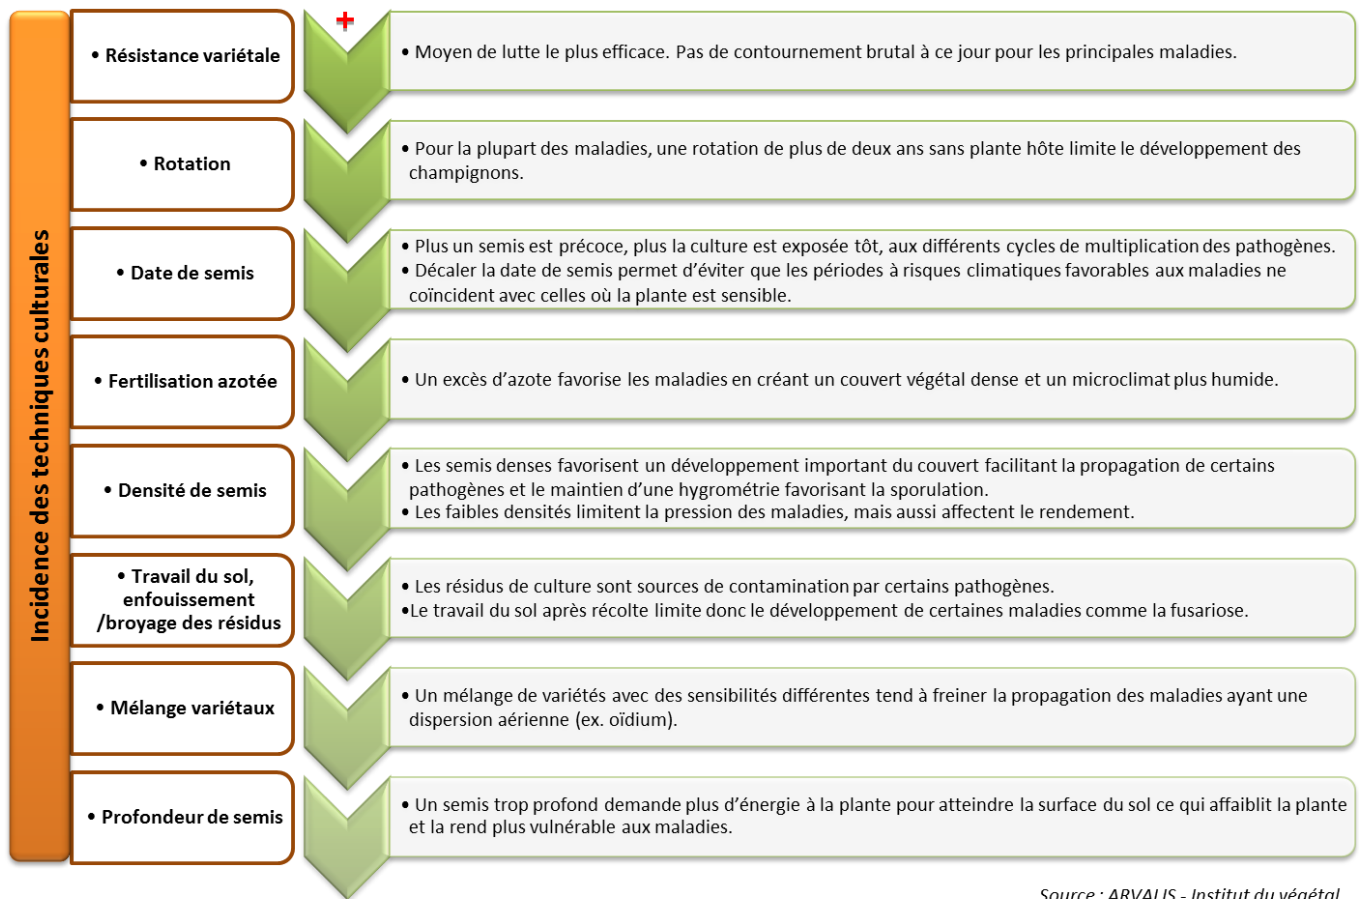 Incidence des techniques culturales
+
• Résistance variétale
• Moyen de lutte le plus efficace. Pas de contournement brutal à ce jour pour les principales maladies.
• Rotation
• Pour la plupart des maladies, une rotation de plus de deux ans sans plante hôte limite le développement des
champignons.
• Date de semis
• Plus un semis est précoce, plus la culture est exposée tôt, aux différents cycles de multiplication des pathogènes.
• Décaler la date de semis permet d’éviter que les périodes à risques climatiques favorables aux maladies ne
coïncident avec celles où la plante est sensible.
• Fertilisation azotée
• Un excès d’azote favorise les maladies en créant un couvert végétal dense et un microclimat plus humide.
• Densité de semis
• Les semis denses favorisent un développement important du couvert facilitant la propagation de certains
pathogènes et le maintien d’une hygrométrie favorisant la sporulation.
• Les faibles densités limitent la pression des maladies, mais aussi affectent le rendement.
• Travail du sol,
enfouissement
/broyage des résidus
• Les résidus de culture sont sources de contamination par certains pathogènes.
•Le travail du sol après récolte limite donc le développement de certaines maladies comme la fusariose.
• Mélange variétaux
• Un mélange de variétés avec des sensibilités différentes tend à freiner la propagation des maladies ayant une
dispersion aérienne (ex. oïdium).
• Profondeur de semis
• Un semis trop profond demande plus d’énergie à la plante pour atteindre la surface du sol ce qui affaiblit la plante
et la rend plus vulnérable aux maladies.
Source : ARVALIS - Institut du végétal